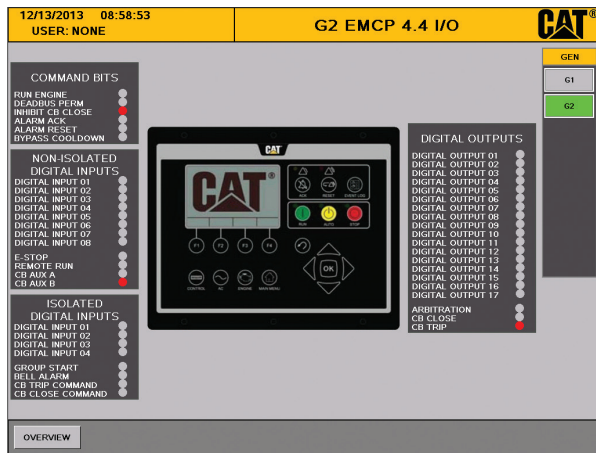 12/13/2013 08:58:53
USER: NONE
G2 EMCP 4.4 I/O
CAT®
GEN
G1
G2
COMMAND BITS
RUN ENGINE
DEADBUS PERM
INHIBIT CB CLOSE
ALARM ACK
ALARM RESET
BYPASS COOLDOWN
NON-ISOLATED
DIGITAL INPUTS
DIGITAL INPUT 01
DIGITAL INPUT 02
DIGITAL INPUT 03
DIGITAL INPUT 04
DIGITAL INPUT 05
DIGITAL INPUT 06
DIGITAL INPUT 07
DIGITAL INPUT 08
E-STOP
REMOTE RUN
CB AUX A
CB AUX B
ISOLATED
DIGITAL INPUTS
DIGITAL INPUT 01
DIGITAL INPUT 02
DIGITAL INPUT 03
DIGITAL INPUT 04
GROUP START
BELL ALARM
CB TRIP COMMAND
CB CLOSE COMMAND
CAT
CAT®
ACK
RESET
EVENT LOG
RUN
AUTO
STOP
F1
F2
F3
F4
OK
CONTROL
AC
ENGINE
MAIN MENU
DIGITAL OUTPUTS
DIGITAL OUTPUT 01
DIGITAL OUTPUT 02
DIGITAL OUTPUT 03
DIGITAL OUTPUT 04
DIGITAL OUTPUT 05
DIGITAL OUTPUT 06
DIGITAL OUTPUT 07
DIGITAL OUTPUT 08
DIGITAL OUTPUT 09
DIGITAL OUTPUT 10
DIGITAL OUTPUT 11
DIGITAL OUTPUT 12
DIGITAL OUTPUT 13
DIGITAL OUTPUT 14
DIGITAL OUTPUT 15
DIGITAL OUTPUT 16
DIGITAL OUTPUT 17
ARBITRATION
CB CLOSE
CB TRIP
OVERVIEW